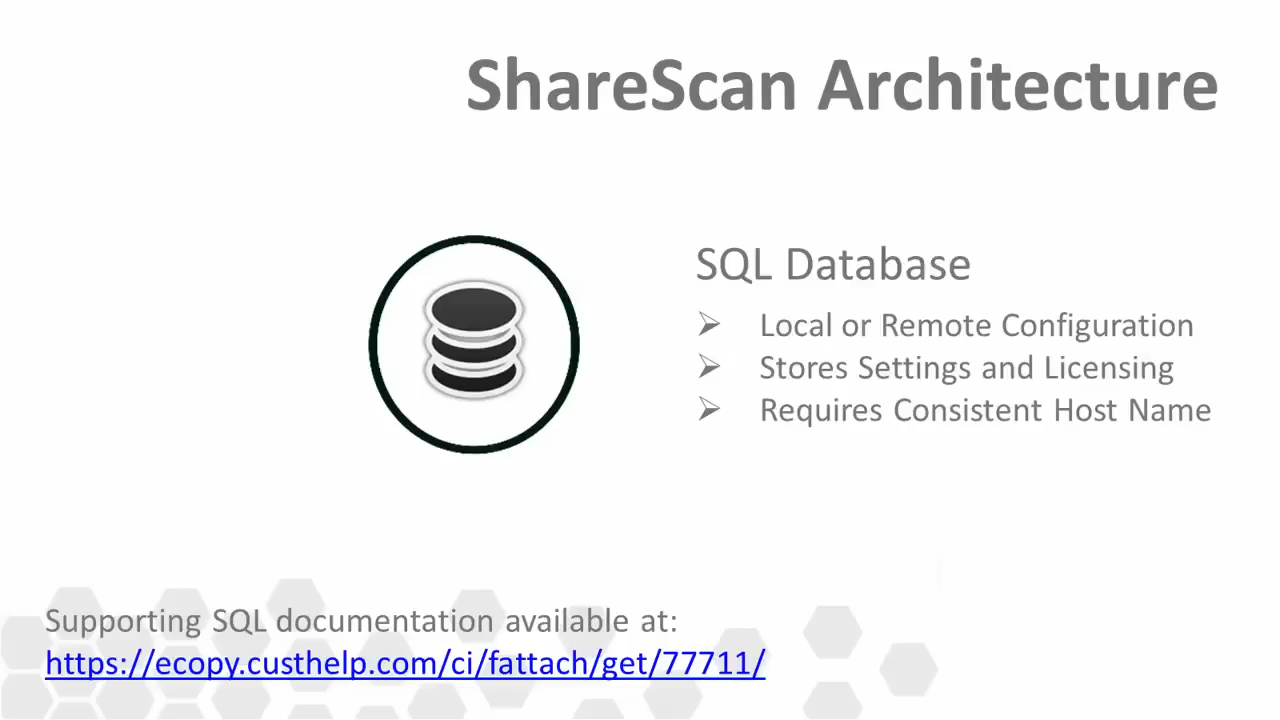 ShareScan Architecture
SQL Database
Local or Remote Configuration
Stores Settings and Licensing
Requires Consistent Host Name
Supporting SQL documentation available at:
https://ecopy.custhelp.com/ci/fattach/get/77711/